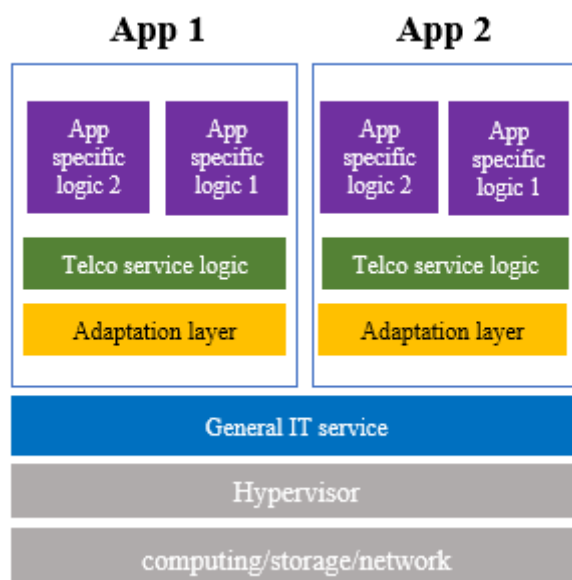 App 1
App 2
App
specific
logic 2
App
specific
logic 1
App
specific
logic 2
App
specific
logic 1
Telco service logic
Telco service logic
Adaptation layer
Adaptation layer
General IT service
Hypervisor
computing/storage/network